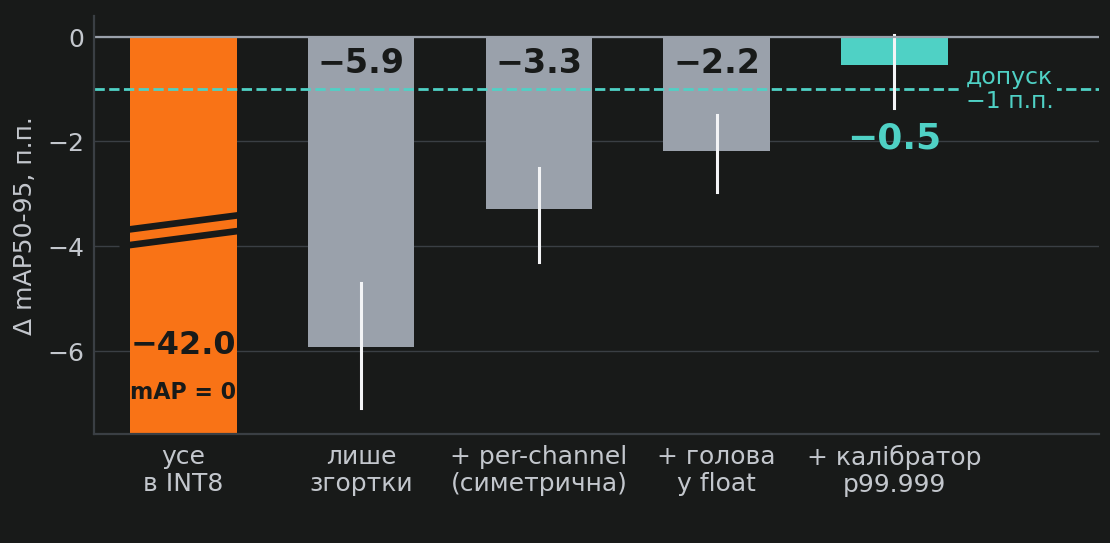 Δ mAP50-95, п.п.
0
−2
−4
−6
−42.0
mAP = 0
−5.9
−3.3
−2.2
−0.5
допуск
−1 п.п.
усе
в INT8
лише
згортки
+ per-channel
(симетрична)
+ голова
у float
+ калібратор
p99.999